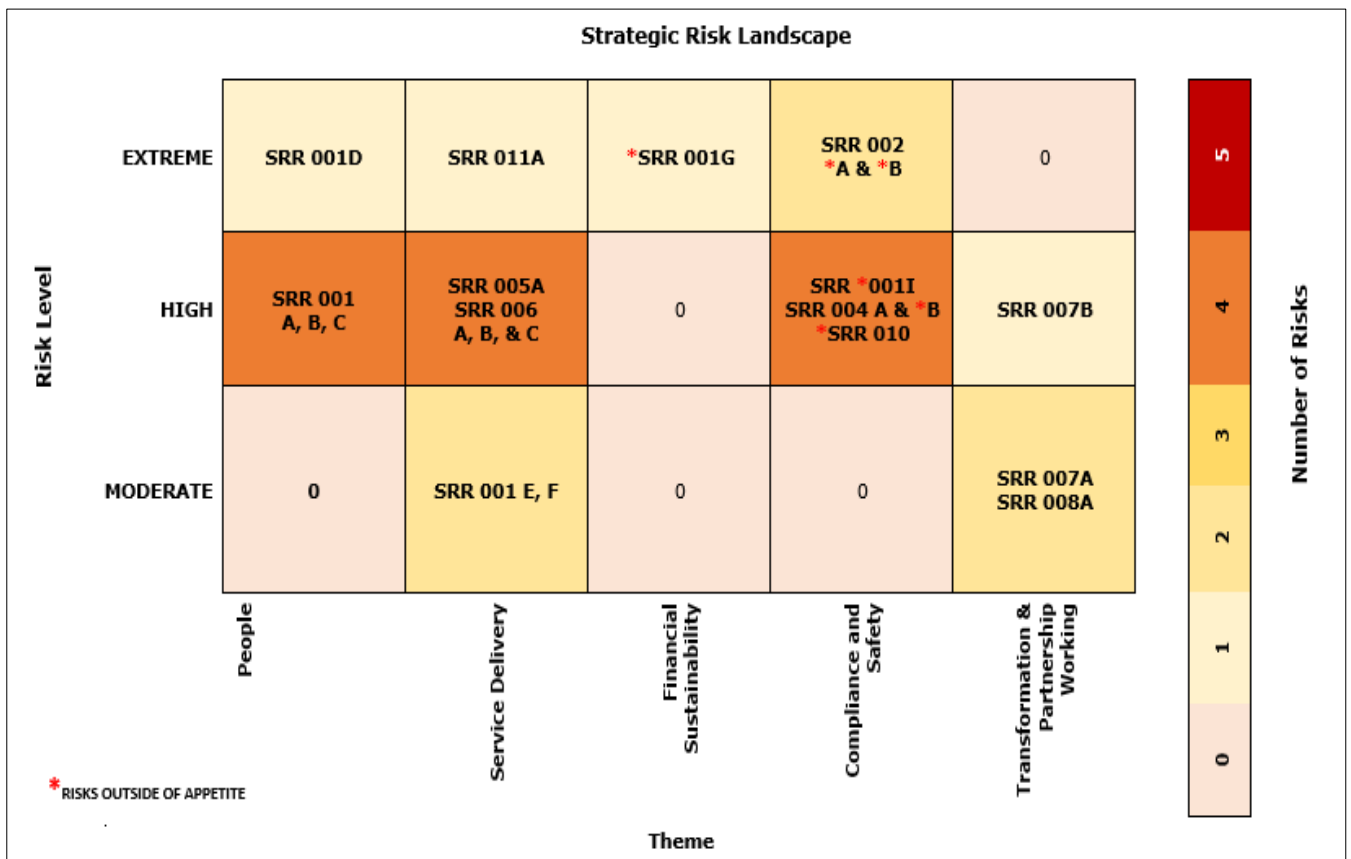 Strategic Risk Landscape
Risk Level
EXTREME
SRR 001D
SRR 011A
*SRR 001G
SRR 002
*A & *B
0
HIGH
SRR 001
A, B, C
SRR 005A
SRR 006
A, B, & C
0
SRR *001I
SRR 004 A & *B
*SRR 010
SRR 007B
MODERATE
0
SRR 001 E, F
0
0
SRR 007A
SRR 008A
People
Service Delivery
Financial
Sustainability
Compliance and
Safety
Transformation &
Partnership
Working
Theme
5
4
3
2
1
0
Number of Risks
*RISKS OUTSIDE OF APPETITE
.